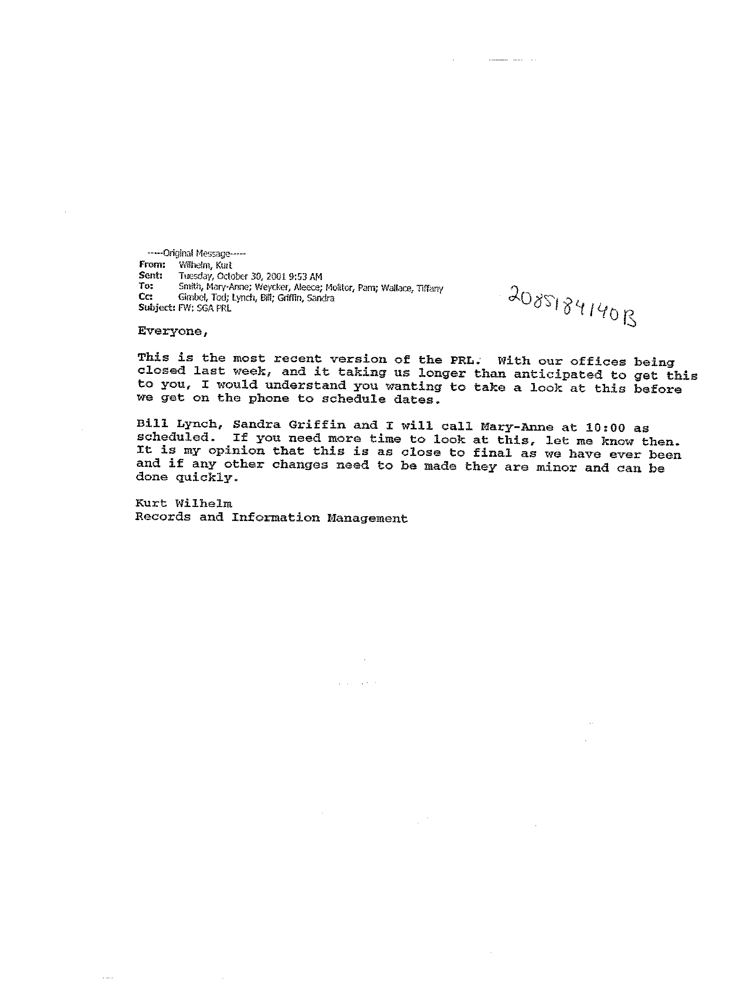 -----Original Message-----
From: Wilhelm, Kurt
Sent: Tuesday, October 30, 2001 9:53 AM
To: Smith, Mary-Anne; Weycker, Aleece; Molitor, Pam; Wallace, Tiffany
Cc: Gimbel, Tod; Lynch, Bill; Griffin, Sandra
Subject: FW: SGA PRL
2085184140B
Everyone,
This is the most recent version of the PRL. With our offices being
closed last week, and it taking us longer than anticipated to get this
to you, I would understand you wanting to take a look at this before
we get on the phone to schedule dates.
Bill Lynch, Sandra Griffin and I will call Mary-Anne at 10:00 as
scheduled. If you need more time to look at this, let me know then.
It is my opinion that this is as close to final as we have ever been
and if any other changes need to be made they are minor and can be
done quickly.
Kurt Wilhelm
Records and Information Management